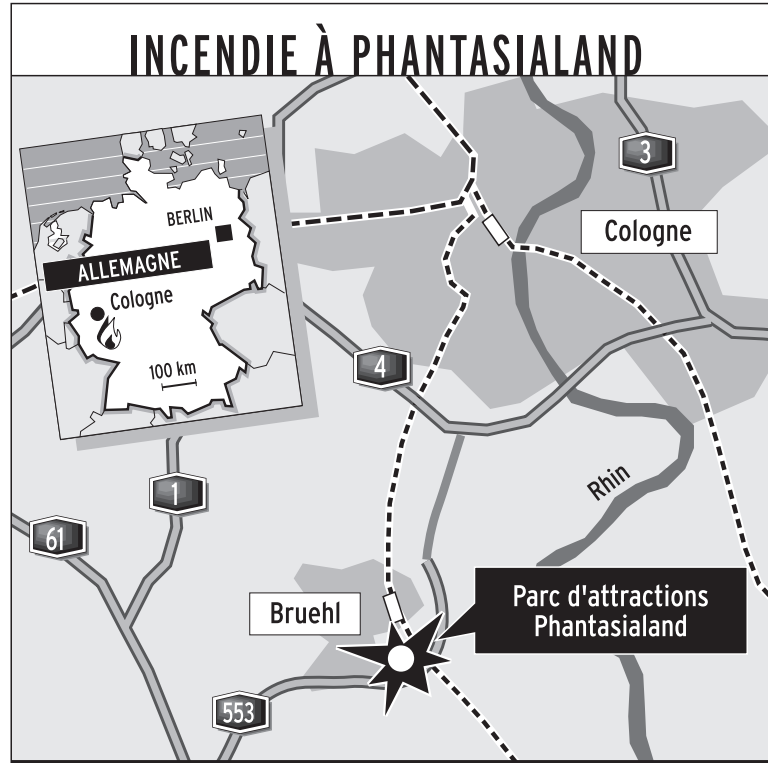 INCENDIE À PHANTASIALAND
3
BERLIN
Cologne
ALLEMAGNE
Cologne
100 km
4
Rhin
1
61
Parc d'attractions
Phantasialand
Bruehl
553